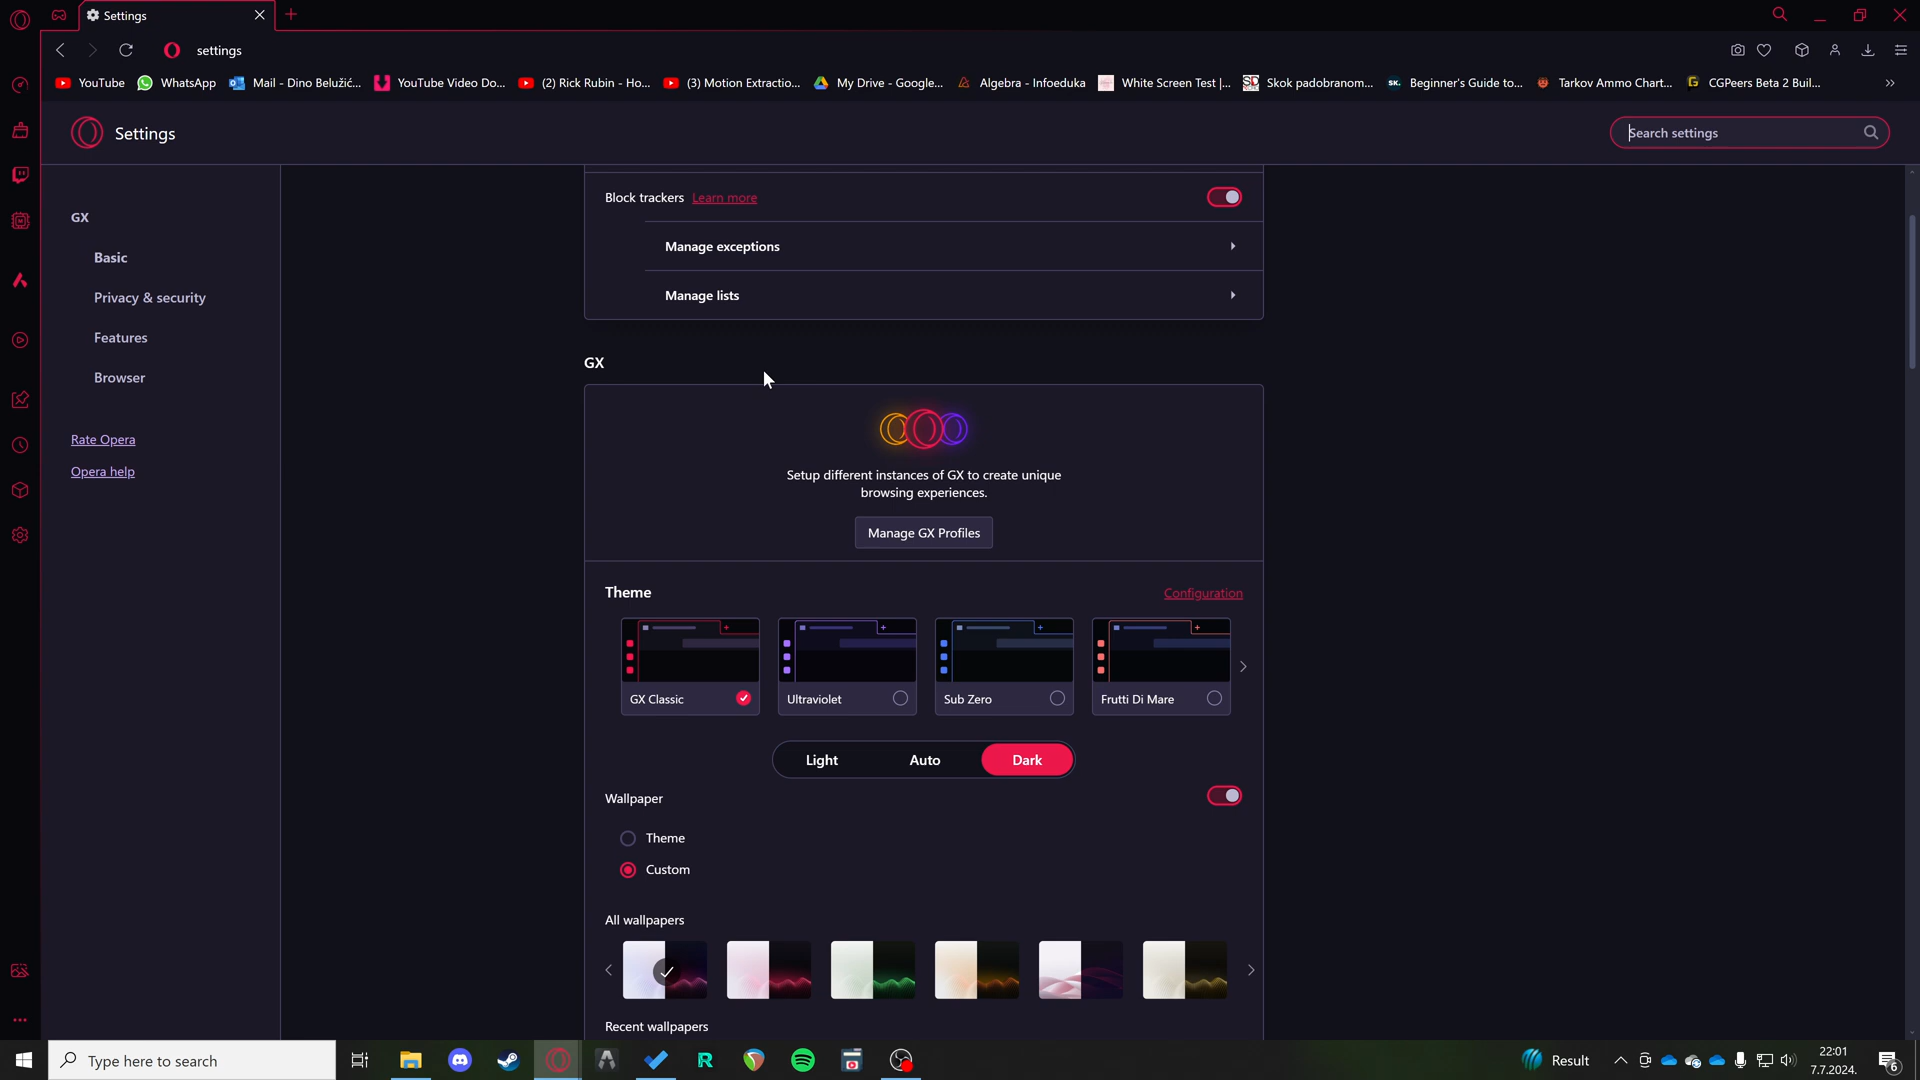 Settings
settings
YouTube
WhatsApp
Mail - Dino Belužić...
YouTube Video Do...
(2) Rick Rubin - Ho...
(3) Motion Extractio...
My Drive - Google...
Algebra - Infoeduka
White Screen Test |...
Skok padobranom...
Beginner's Guide to...
Tarkov Ammo Chart...
CGPeers Beta 2 Buil...
Settings
Search settings
GX
Basic
Privacy & security
Features
Browser
Rate Opera
Opera help
Block trackers Learn more
Manage exceptions
Manage lists
GX
Setup different instances of GX to create unique
browsing experiences.
Manage GX Profiles
Theme
Configuration
GX Classic
Ultraviolet
Sub Zero
Frutti Di Mare
Light
Auto
Dark
Wallpaper
Theme
Custom
All wallpapers
Recent wallpapers
Type here to search
Result
22:01
7.7.2024.
6